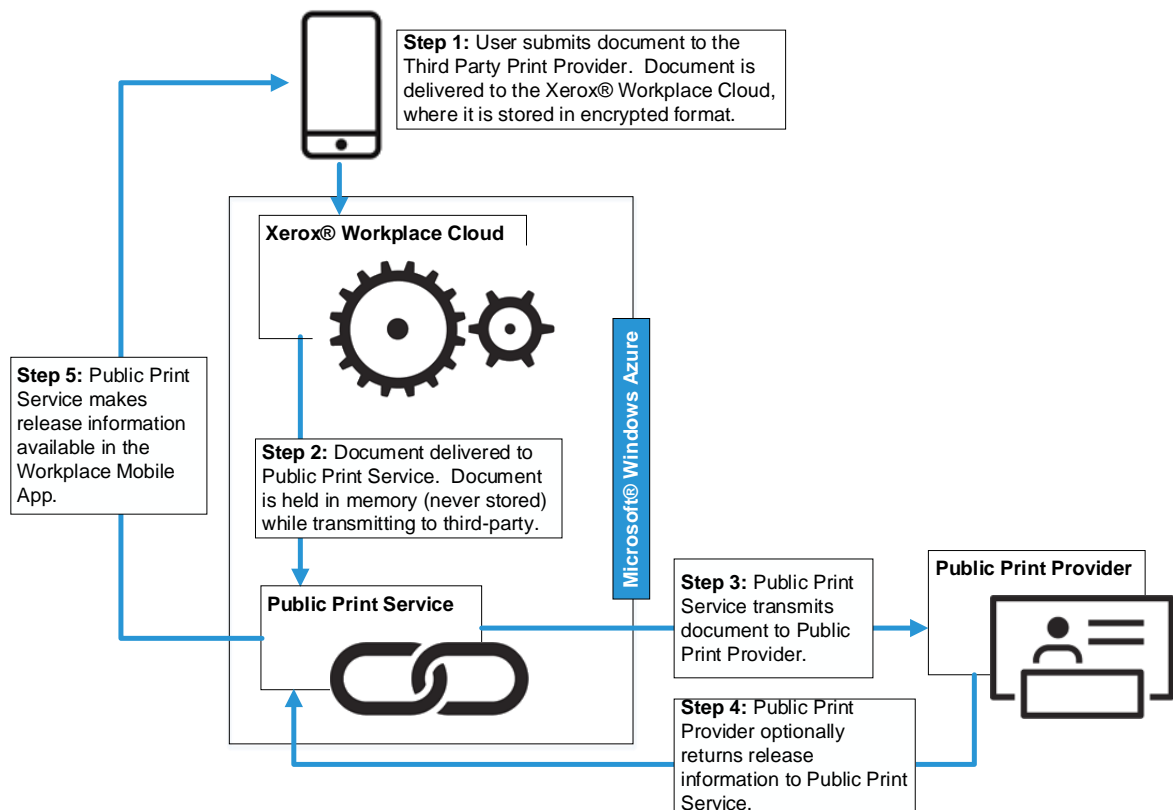 Step 1: User submits document to the
Third Party Print Provider.  Document is
delivered to the Xerox® Workplace Cloud,
where it is stored in encrypted format.
Xerox® Workplace Cloud
Microsoft® Windows Azure
Step 5: Public Print
Service makes
release information
available in the
Workplace Mobile
App.
Step 2: Document delivered to
Public Print Service.  Document
is held in memory (never stored)
while transmitting to third-party.
Public Print Service
Step 3: Public Print
Service transmits
document to Public
Print Provider.
Public Print Provider
Step 4: Public Print
Provider optionally
returns release
information to Public Print
Service.